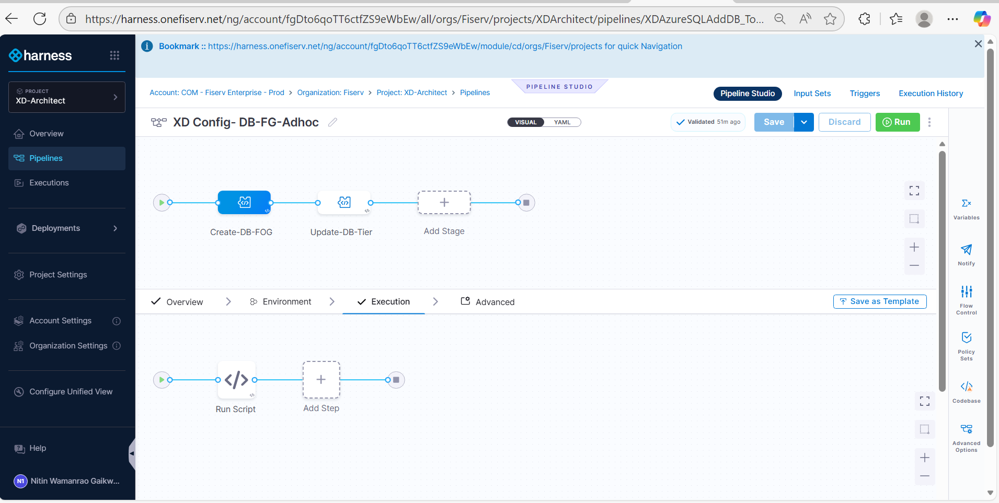 https://harness.onefiserv.net/ng/account/fgDto6qoTT6ctfZS9eWbEw/all/orgs/Fiserv/projects/XDArchitect/pipelines/XDAzureSQLAddDB_To...
harness
Bookmark :: https://harness.onefiserv.net/ng/account/fgDto6qoTT6ctfZS9eWbEw/module/cd/orgs/Fiserv/projects for quick Navigation
PROJECT
XD-Architect
Overview
Pipelines
Executions
Deployments
Project Settings
Account Settings
Organization Settings
Configure Unified View
Help
N1 Nitin Wamanrao Gaikw...
PIPELINE STUDIO
Account: COM - Fiserv Enterprise - Prod > Organization: Fiserv > Project: XD-Architect > Pipelines
Pipeline Studio Input Sets Triggers Execution History
XD Config- DB-FG-Adhoc
VISUAL YAML
Validated 51m ago
Save
Discard
Run
Create-DB-FOG
Update-DB-Tier
Add Stage
Overview
Environment
Execution
Advanced
Save as Template
Run Script
Add Step
Variables
Notify
Flow
Control
Policy
Sets
Codebase
Advanced
Options